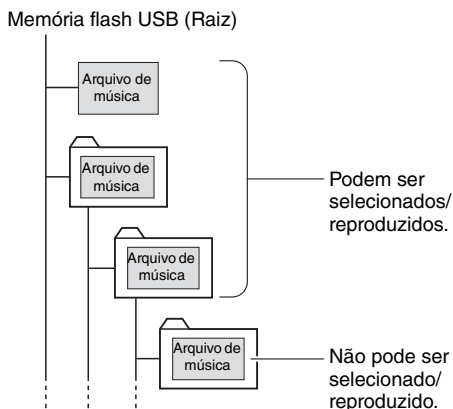 Memória flash USB (Raiz)
Arquivo de
música
Arquivo de
música
Podem ser
selecionados/
reproduzidos.
Arquivo de
música
Arquivo de
música
Não pode ser
selecionado/
reproduzido.